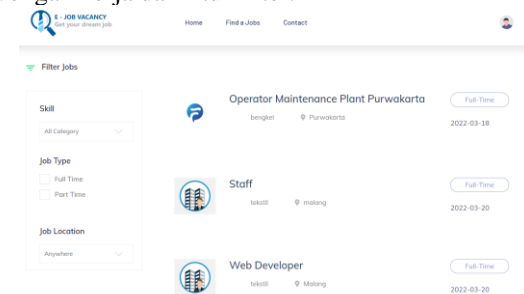 E - JOB VACANCY
Get your dream job
Home
Find a Jobs
Contact
Filter Jobs
Skill
All Category
Job Type
Full Time
Part Time
Job Location
Anywhere
Operator Maintenance Plant Purwakarta
bengkel
Purwakarta
Full-Time
2022-03-18
Staff
tekstil
malang
Full-Time
2022-03-20
Web Developer
tekstil
Malang
Full-Time
2022-03-20